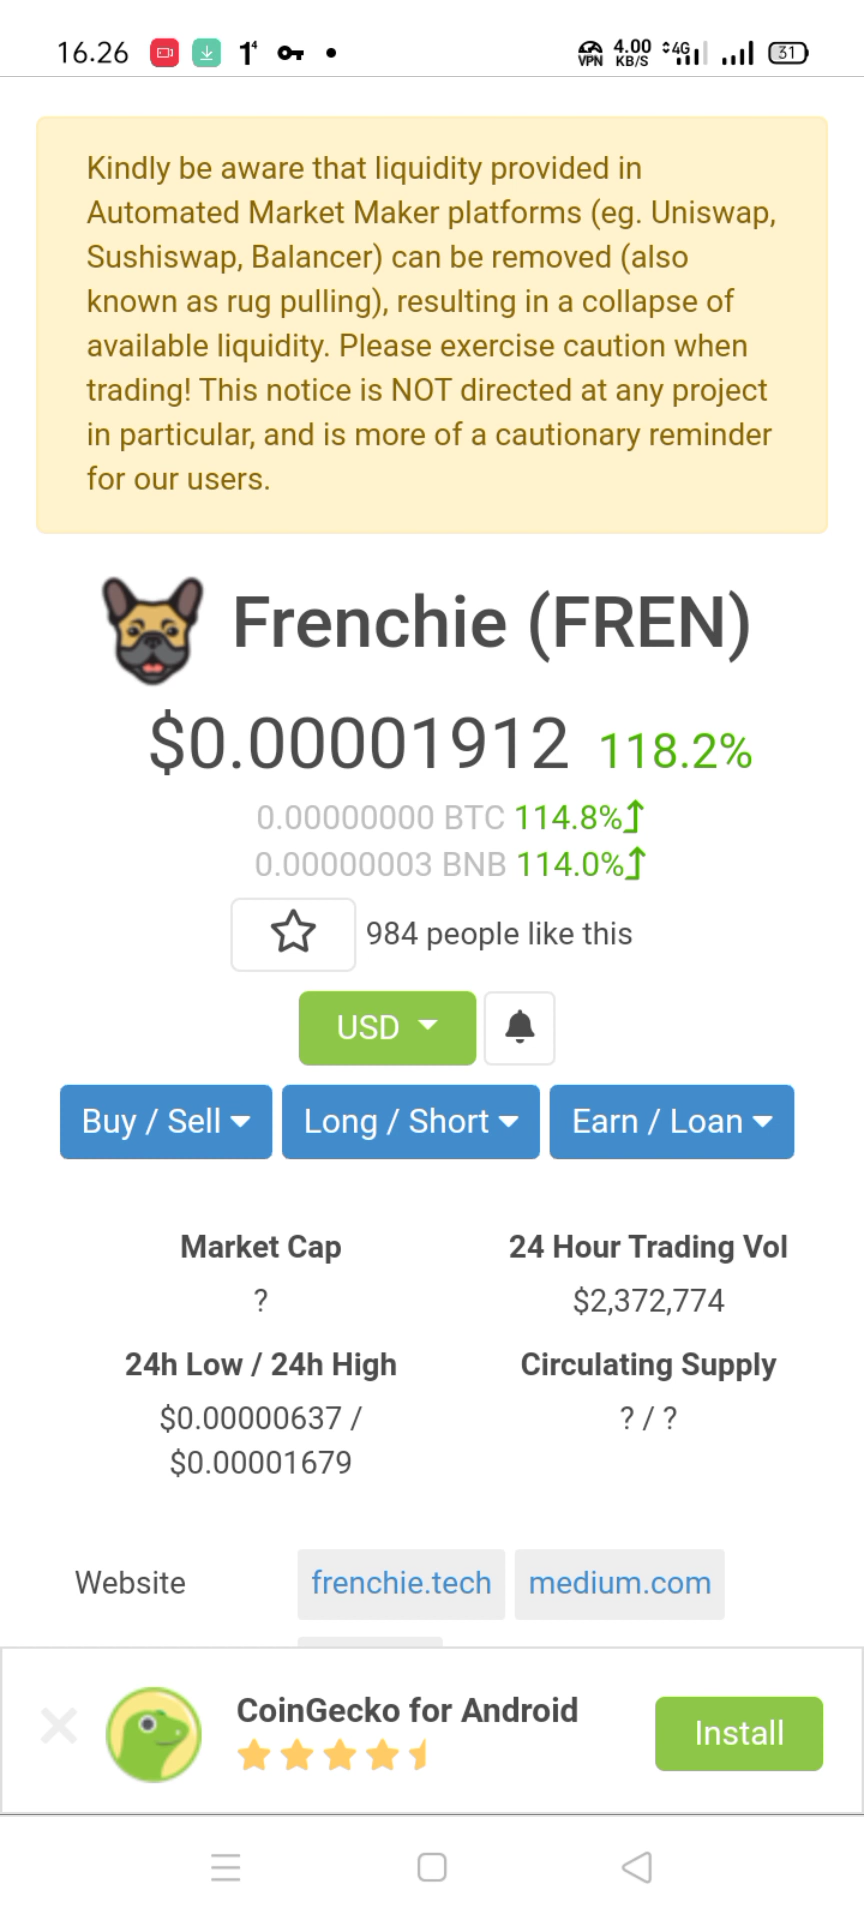 16.26 1⁴ VPN 4.00 KB/S 4G 31
Kindly be aware that liquidity provided in
Automated Market Maker platforms (eg. Uniswap,
Sushiswap, Balancer) can be removed (also
known as rug pulling), resulting in a collapse of
available liquidity. Please exercise caution when
trading! This notice is NOT directed at any project
in particular, and is more of a cautionary reminder
for our users.
Frenchie (FREN)
$0.00001912 118.2%
0.00000000 BTC 114.8%
0.00000003 BNB 114.0%
984 people like this
USD
Buy / Sell Long / Short Earn / Loan
Market Cap 24 Hour Trading Vol
? $2,372,774
24h Low / 24h High Circulating Supply
$0.00000637 / ? / ?
$0.00001679
Website frenchie.tech medium.com
CoinGecko for Android
Install